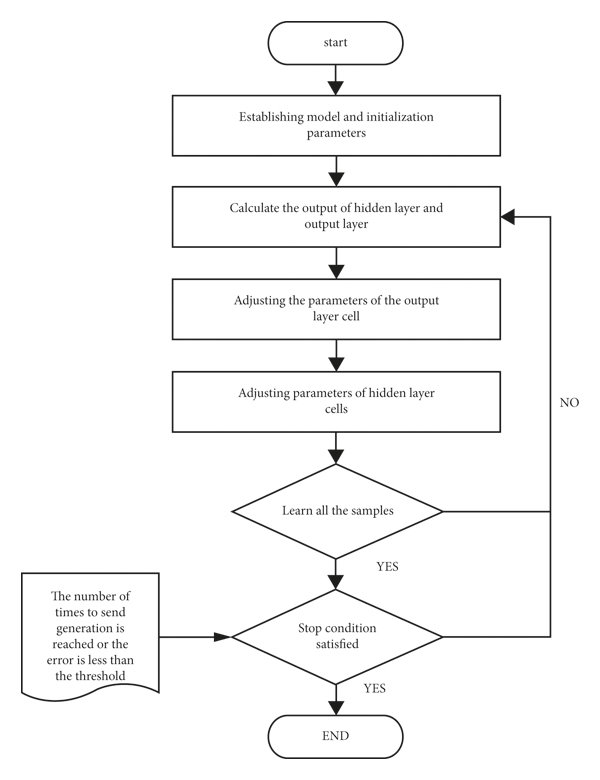 start
Establishing model and initialization
parameters
Calculate the output of hidden layer and
output layer
Adjusting the parameters of the output
layer cell
Adjusting parameters of hidden layer
cells
NO
Learn all the samples
YES
The number of
times to send
generation is
reached or the
error is less than
the threshold
Stop condition
satisfied
YES
END